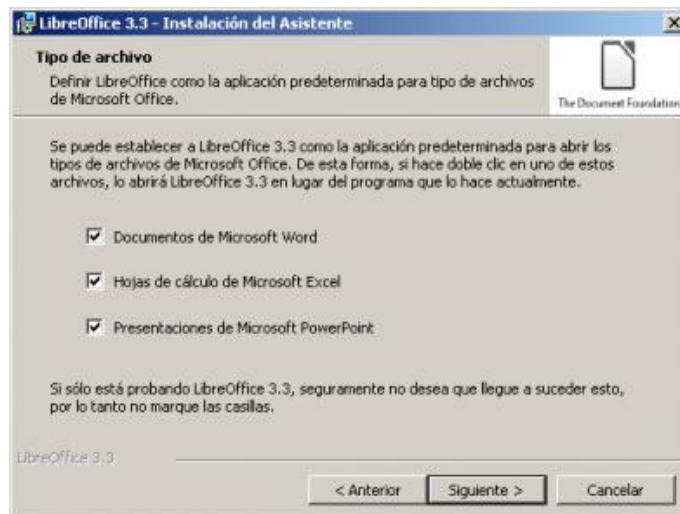 LibreOffice 3.3 - Instalación del Asistente
Tipo de archivo
Definir LibreOffice como la aplicación predeterminada para tipo de archivos
de Microsoft Office.
The Document Foundation
Se puede establecer a LibreOffice 3.3 como la aplicación predeterminada para abrir los
tipos de archivos de Microsoft Office. De esta forma, si hace doble clic en uno de estos
archivos, lo abrirá LibreOffice 3.3 en lugar del programa que lo hace actualmente.
Documentos de Microsoft Word
Hojas de cálculo de Microsoft Excel
Presentaciones de Microsoft PowerPoint
Si sólo está probando LibreOffice 3.3, seguramente no desea que llegue a suceder esto,
por lo tanto no marque las casillas.
LibreOffice 3.3
< Anterior
Siguiente >
Cancelar